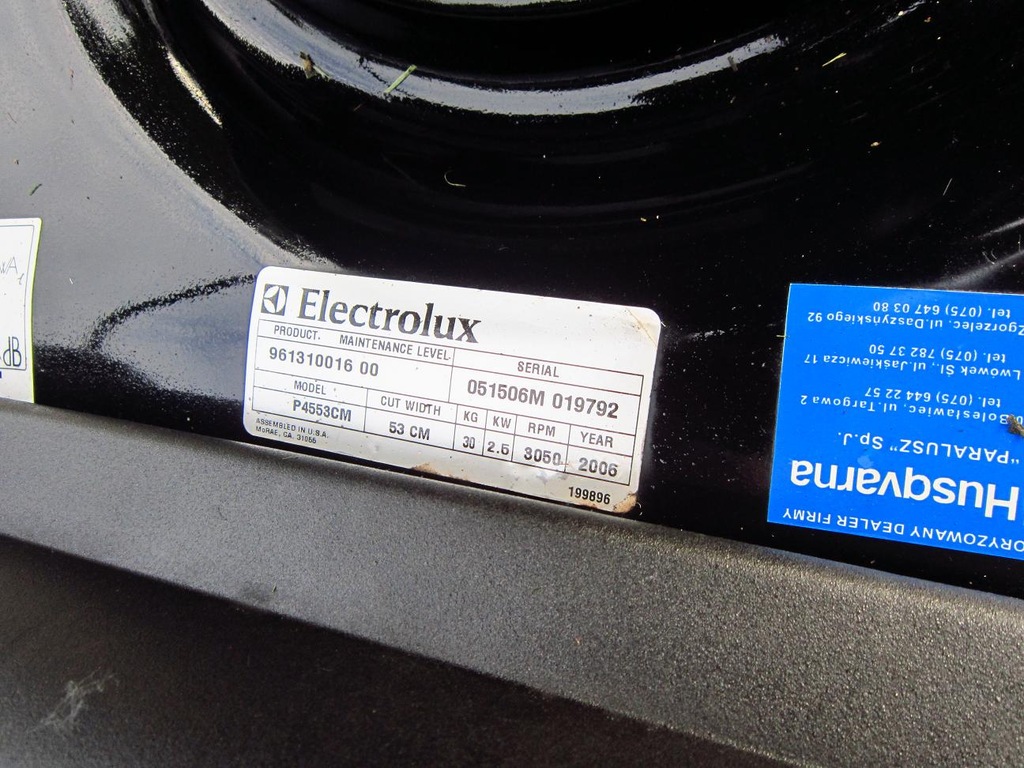 Electrolux
PRODUCT. MAINTENANCE LEVEL
961310016 00
SERIAL
051506M 019792
MODEL
P4553CM
CUT WIDTH
53 CM
KG
30
KW
2.5
RPM
3050
YEAR
2006
ASSEMBLED IN U.S.A.
McRAE, GA. 31055
199896
dB
ORYZOWANY DEALER FIRMY
Husqvarna
"PARALUSZ" Sp.J.
Bolesławiec, ul.Targowa 2
tel. (075) 644 22 57
Lwówek Śl., ul.Jaśkiewicza 17
tel. (075) 782 37 50
Zgorzelec, ul.Daszyńskiego 92
tel. (075) 647 03 80